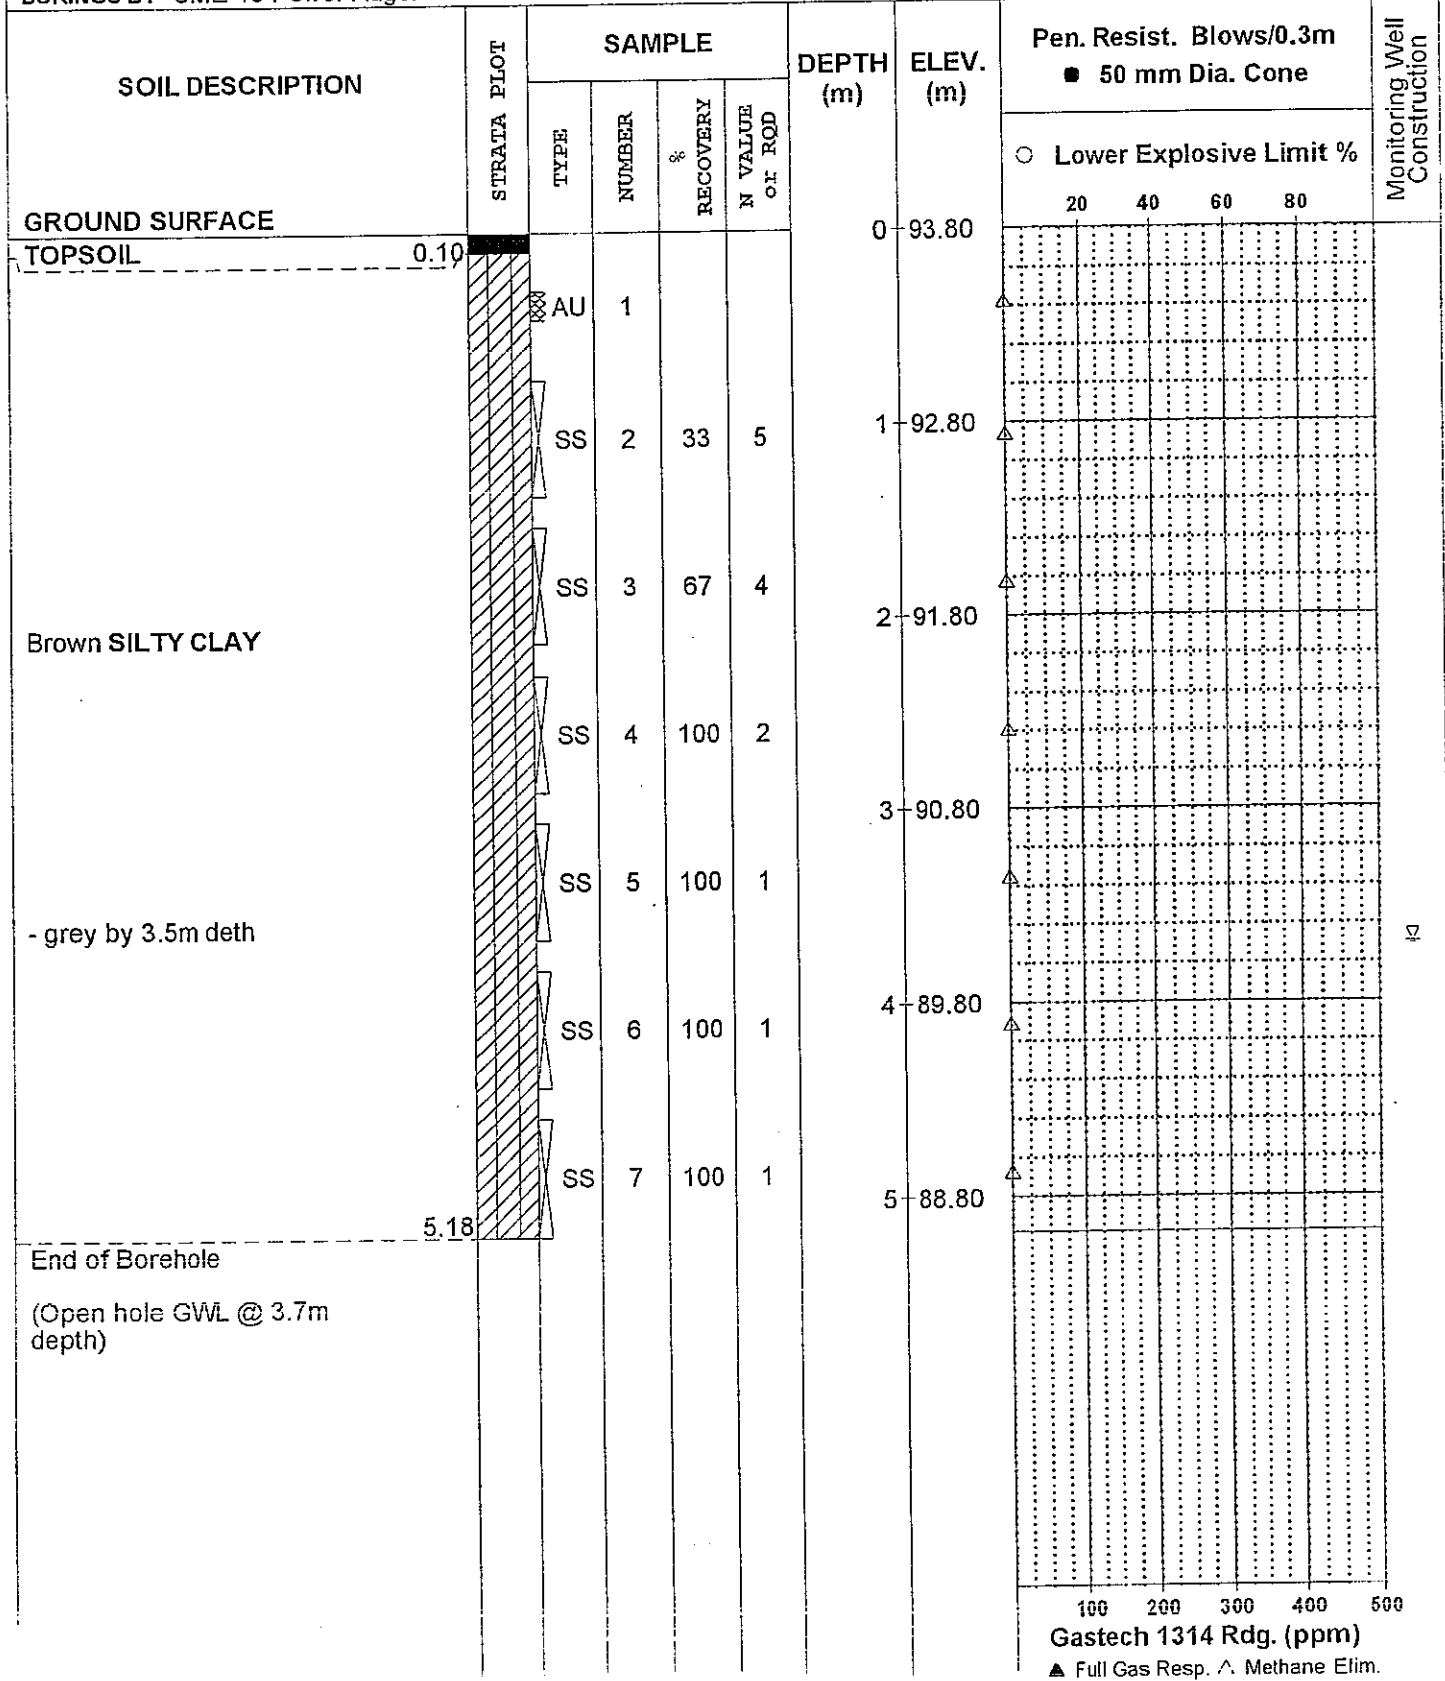 SOIL DESCRIPTION
STRATA PLOT
SAMPLE
TYPE
NUMBER
% RECOVERY
N VALUE
or RQD
DEPTH
(m)
ELEV.
(m)
Pen. Resist. Blows/0.3m
● 50 mm Dia. Cone
○ Lower Explosive Limit %
20 40 60 80
Monitoring Well
Construction
GROUND SURFACE
0 93.80
TOPSOIL 0.10
AU 1
SS 2 33 5
1 92.80
SS 3 67 4
2 91.80
Brown SILTY CLAY
SS 4 100 2
3 90.80
SS 5 100 1
- grey by 3.5m deth
4 89.80
SS 6 100 1
SS 7 100 1
5 88.80
5.18
End of Borehole
(Open hole GWL @ 3.7m
depth)
100 200 300 400 500
Gastech 1314 Rdg. (ppm)
▲ Full Gas Resp. △ Methane Elim.